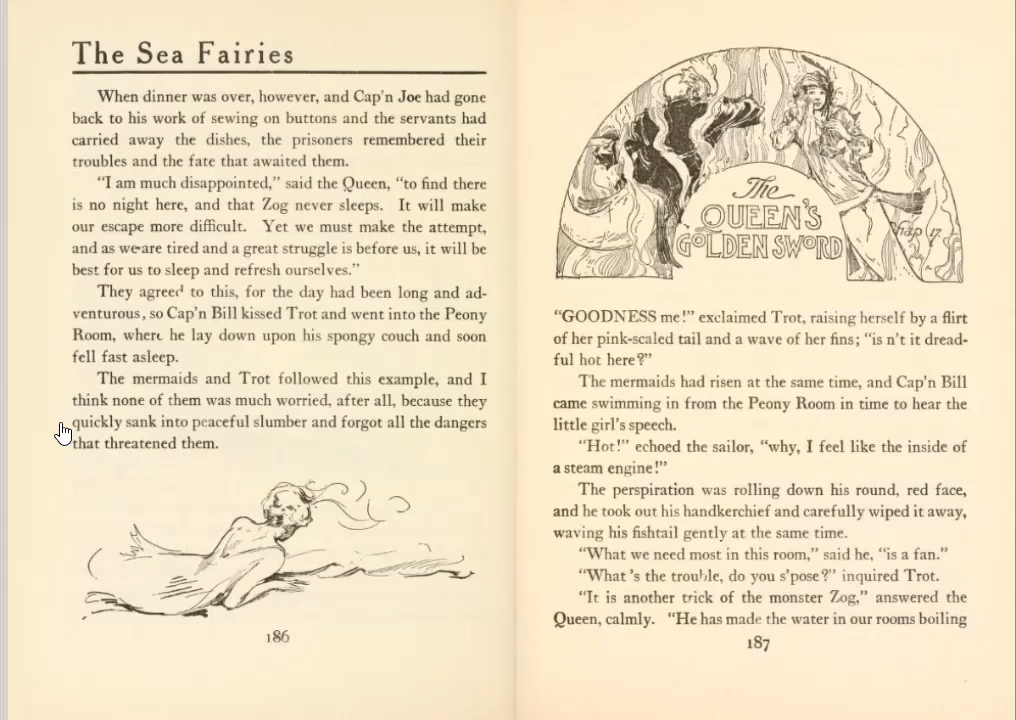 The Sea Fairies
When dinner was over, however, and Cap'n Joe had gone
back to his work of sewing on buttons and the servants had
carried away the dishes, the prisoners remembered their
troubles and the fate that awaited them.
"I am much disappointed," said the Queen, "to find there
is no night here, and that Zog never sleeps. It will make
our escape more difficult. Yet we must make the attempt,
and as we are tired and a great struggle is before us, it will be
best for us to sleep and refresh ourselves."
They agreed to this, for the day had been long and ad-
venturous, so Cap'n Bill kissed Trot and went into the Peony
Room, where he lay down upon his spongy couch and soon
fell fast asleep.
The mermaids and Trot followed this example, and I
think none of them was much worried, after all, because they
quickly sank into peaceful slumber and forgot all the dangers
that threatened them.
186
The
QUEEN'S
GOLDEN SWORD
Chap 17.
"GOODNESS me!" exclaimed Trot, raising herself by a flirt
of her pink-scaled tail and a wave of her fins; "is n't it dread-
ful hot here?"
The mermaids had risen at the same time, and Cap'n Bill
came swimming in from the Peony Room in time to hear the
little girl's speech.
"Hot!" echoed the sailor, "why, I feel like the inside of
a steam engine!"
The perspiration was rolling down his round, red face,
and he took out his handkerchief and carefully wiped it away,
waving his fishtail gently at the same time.
"What we need most in this room," said he, "is a fan."
"What 's the trouble, do you s'pose?" inquired Trot.
"It is another trick of the monster Zog," answered the
Queen, calmly. "He has made the water in our rooms boiling
187